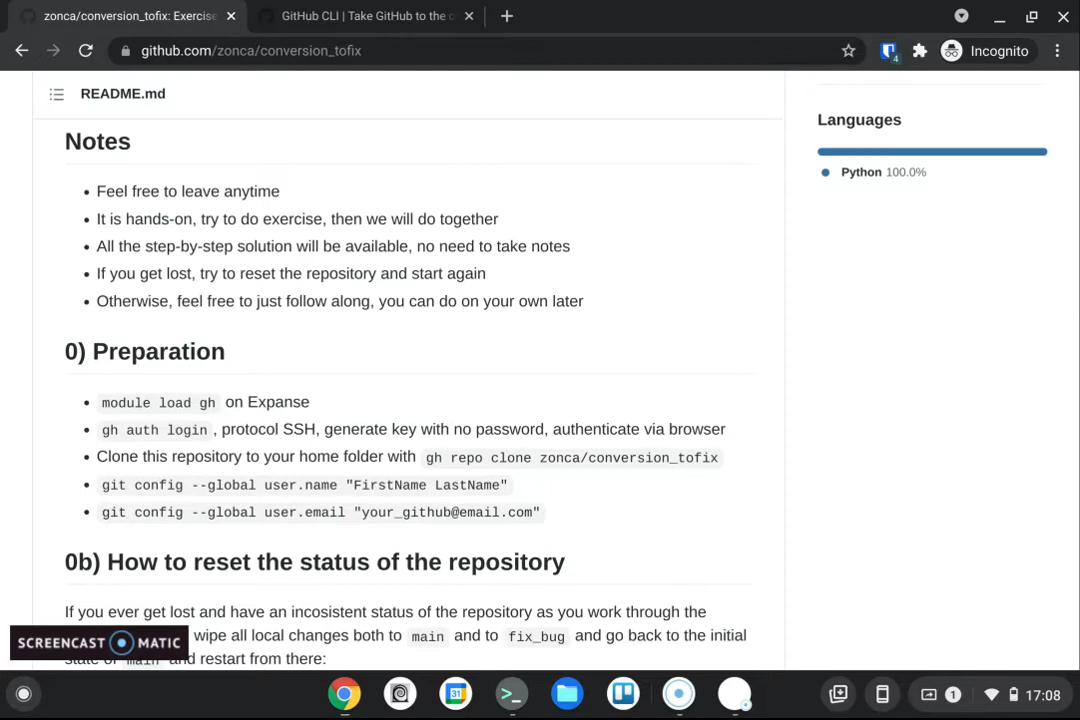 zonca/conversion_tofix: Exercise
GitHub CLI | Take GitHub to the c
github.com/zonca/conversion_tofix
4
Incognito
README.md
Notes
Feel free to leave anytime
It is hands-on, try to do exercise, then we will do together
All the step-by-step solution will be available, no need to take notes
If you get lost, try to reset the repository and start again
Otherwise, feel free to just follow along, you can do on your own later
0) Preparation
module load gh on Expanse
gh auth login , protocol SSH, generate key with no password, authenticate via browser
Clone this repository to your home folder with gh repo clone zonca/conversion_tofix
git config --global user.name "FirstName LastName"
git config --global user.email "your_github@email.com"
0b) How to reset the status of the repository
If you ever get lost and have an incosistent status of the repository as you work through the
wipe all local changes both to main and to fix_bug and go back to the initial
state of main and restart from there:
Languages
Python 100.0%
SCREENCAST MATIC
31
1
17:08